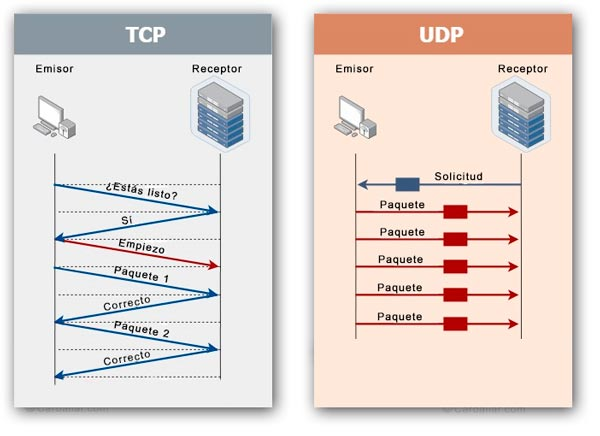 TCP
Emisor
Receptor
¿Estás listo?
Sí
Empiezo
Paquete 1
Correcto
Paquete 2
Correcto
UDP
Emisor
Receptor
Solicitud
Paquete
Paquete
Paquete
Paquete
Paquete